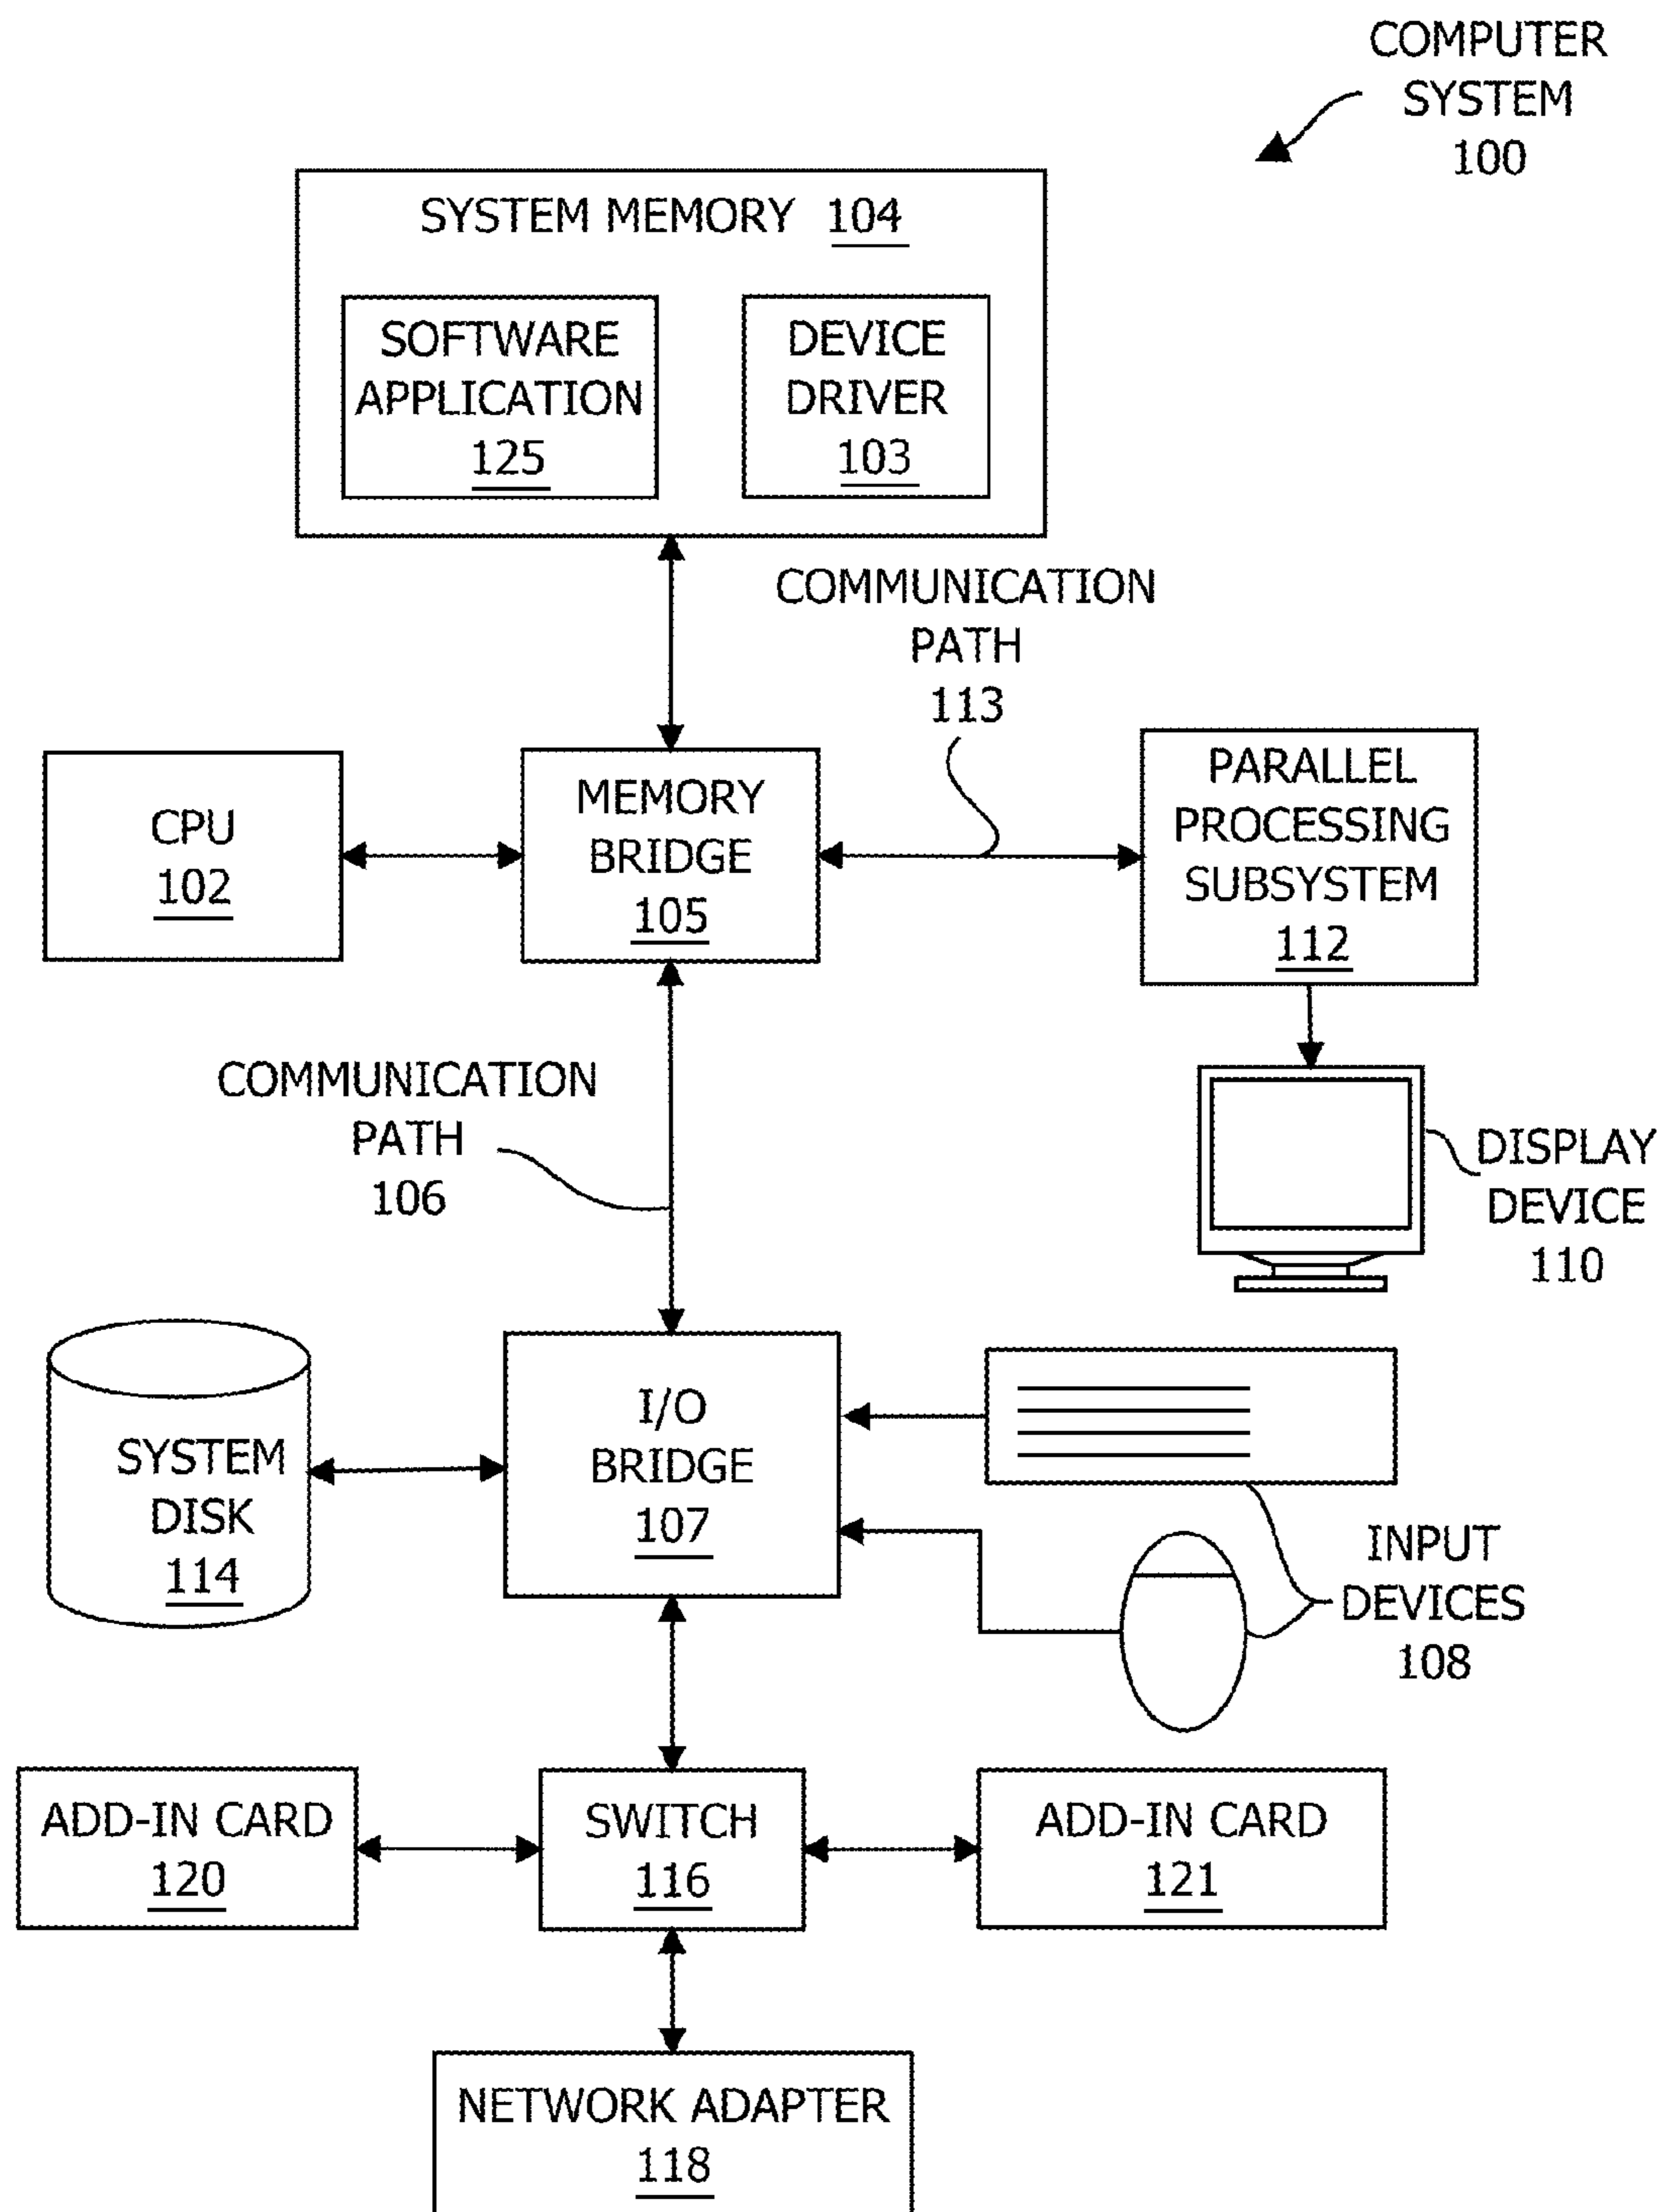 COMPUTER
SYSTEM
100
SYSTEM MEMORY 104
SOFTWARE
APPLICATION
125
DEVICE
DRIVER
103
COMMUNICATION
PATH
113
CPU
102
MEMORY
BRIDGE
105
PARALLEL
PROCESSING
SUBSYSTEM
112
COMMUNICATION
PATH
106
DISPLAY
DEVICE
110
SYSTEM
DISK
114
I/O
BRIDGE
107
INPUT
DEVICES
108
ADD-IN CARD
120
SWITCH
116
ADD-IN CARD
121
NETWORK ADAPTER
118